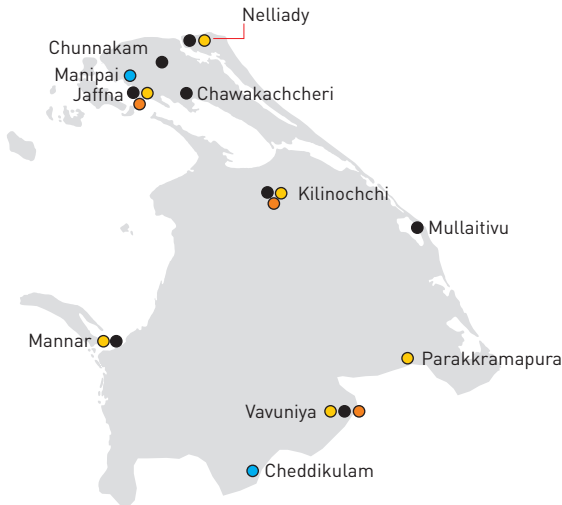 Nelliady
Chunnakam
Manipai
Jaffna
Chawakachcheri
Kilinochchi
Mullaitivu
Mannar
Parakkramapura
Vavuniya
Cheddikulam